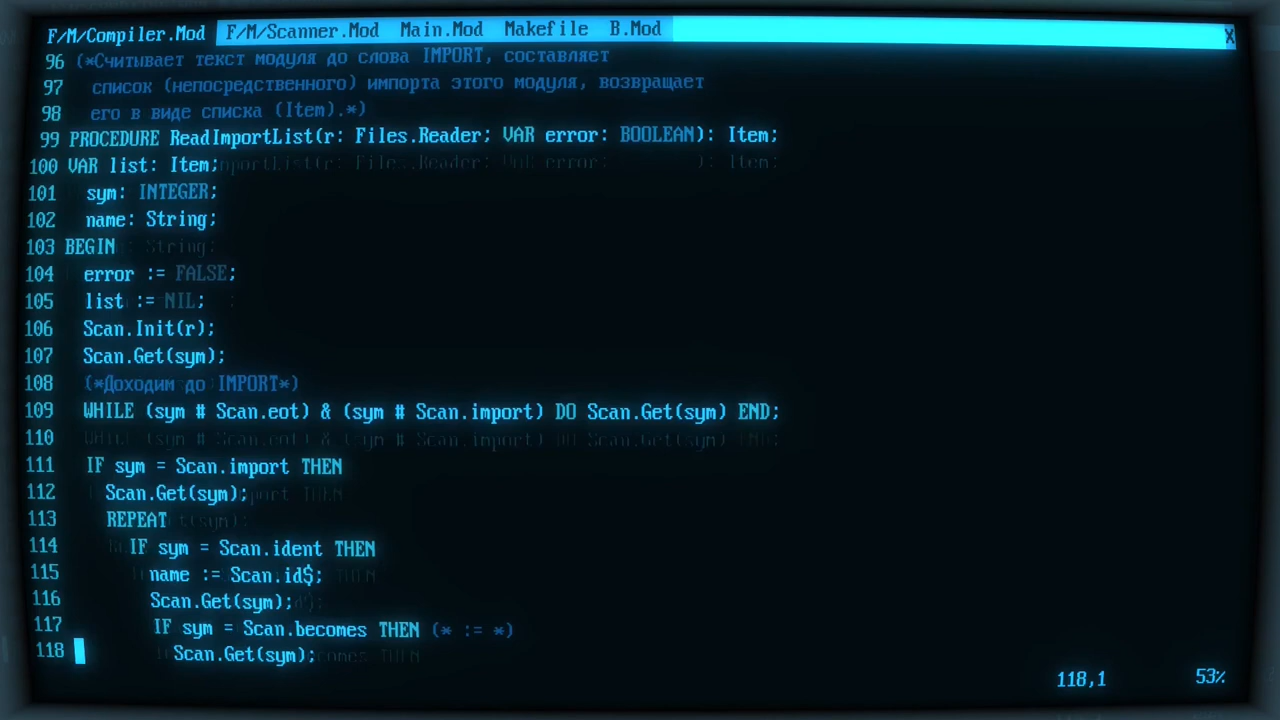 F/M/Compiler.Mod F/M/Scanner.Mod Main.Mod Makefile B.Mod X
96 (*Считывает текст модуля до слова IMPORT, составляет
97 список (непосредственного) импорта этого модуля, возвращает
98 его в виде списка (Item).*)
99 PROCEDURE ReadImportList(r: Files.Reader; VAR error: BOOLEAN): Item;
100 VAR list: Item;
101 sym: INTEGER;
102 name: String;
103 BEGIN
104 error := FALSE;
105 list := NIL;
106 Scan.Init(r);
107 Scan.Get(sym);
108 (*Доходим до IMPORT*)
109 WHILE (sym # Scan.eot) & (sym # Scan.import) DO Scan.Get(sym) END;
110
111 IF sym = Scan.import THEN
112 Scan.Get(sym);
113 REPEAT
114 IF sym = Scan.ident THEN
115 name := Scan.id$;
116 Scan.Get(sym);
117 IF sym = Scan.becomes THEN (* := *)
118 Scan.Get(sym);
118,1 53%